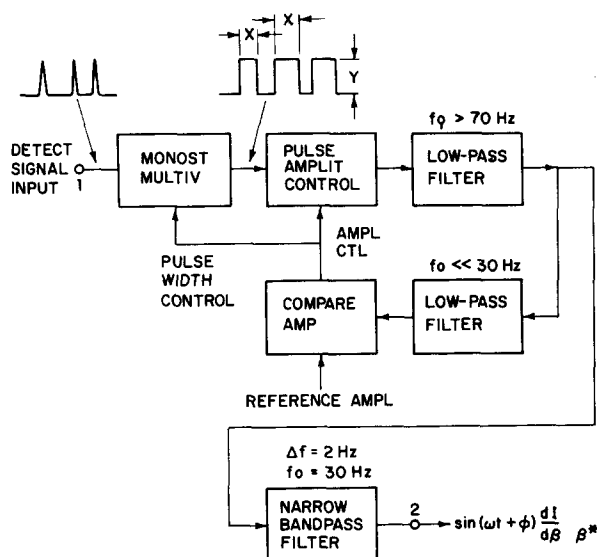 X X
Y
DETECT
SIGNAL
INPUT
1
MONOST
MULTIV
PULSE
AMPLIT
CONTROL
fo > 70 Hz
LOW-PASS
FILTER
PULSE
WIDTH
CONTROL
AMPL
CTL
COMPARE
AMP
fo << 30 Hz
LOW-PASS
FILTER
REFERENCE AMPL
Δf = 2 Hz
fo = 30 Hz
NARROW
BANDPASS
FILTER
2
sin (ωt + ϕ) dI/dβ β*